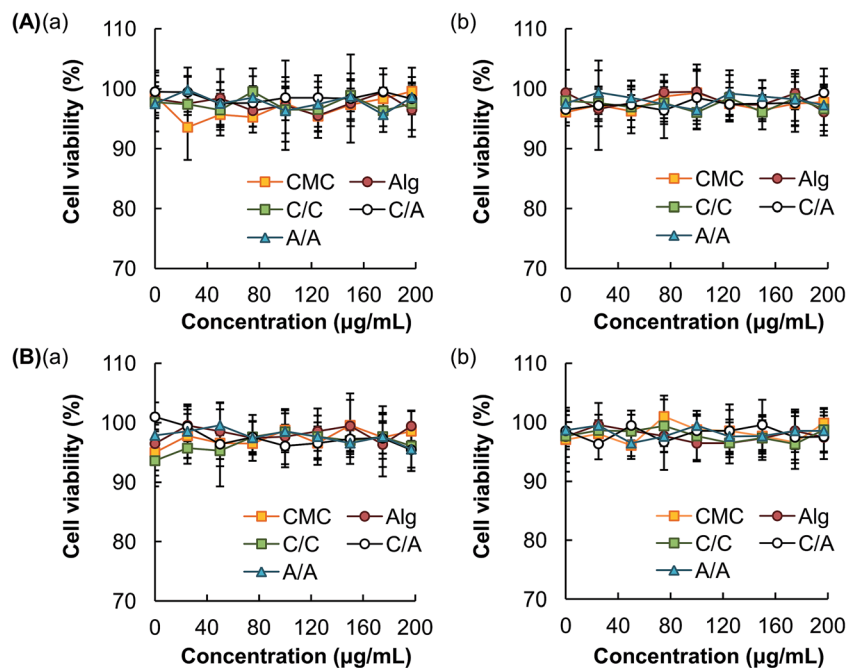 (A)(a)
110
100
90
80
70
Cell viability (%)
CMC
Alg
C/C
C/A
A/A
0 40 80 120 160 200
Concentration (µg/mL)
(b)
110
100
90
80
70
Cell viability (%)
CMC
Alg
C/C
C/A
A/A
0 40 80 120 160 200
Concentration (µg/mL)
(B)(a)
110
100
90
80
70
Cell viability (%)
CMC
Alg
C/C
C/A
A/A
0 40 80 120 160 200
Concentration (µg/mL)
(b)
110
100
90
80
70
Cell viability (%)
CMC
Alg
C/C
C/A
A/A
0 40 80 120 160 200
Concentration (µg/mL)